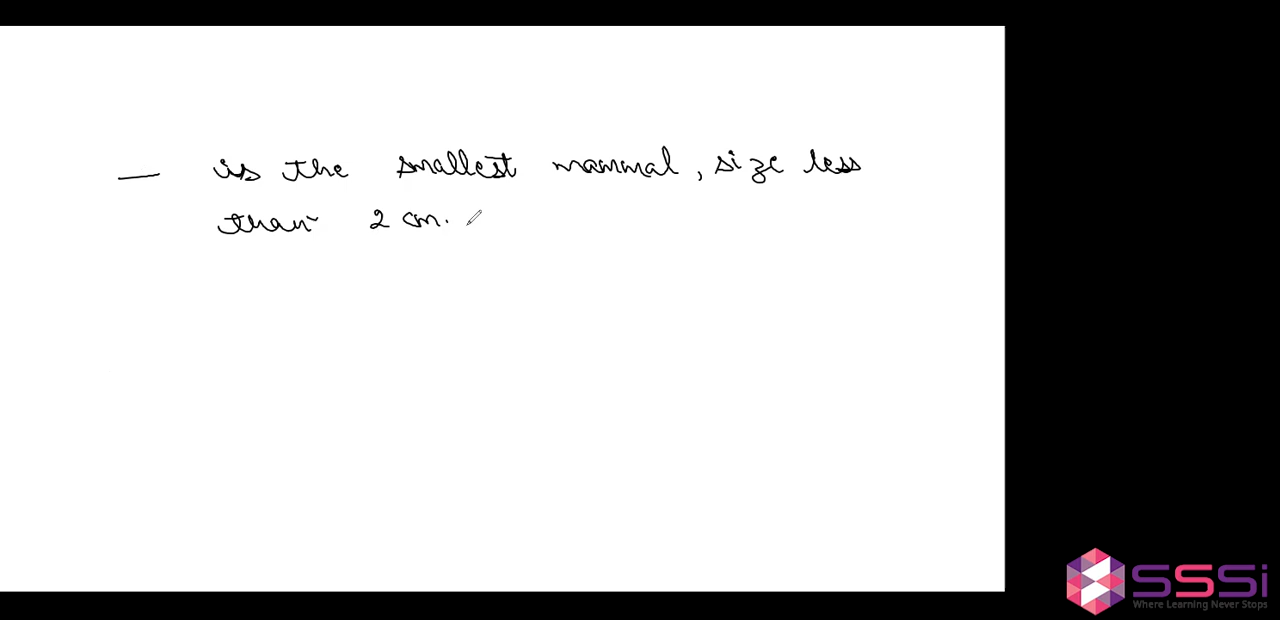 — is the smallest mammal, size less
than 2 cm.
SSSi
Where Learning Never Stops